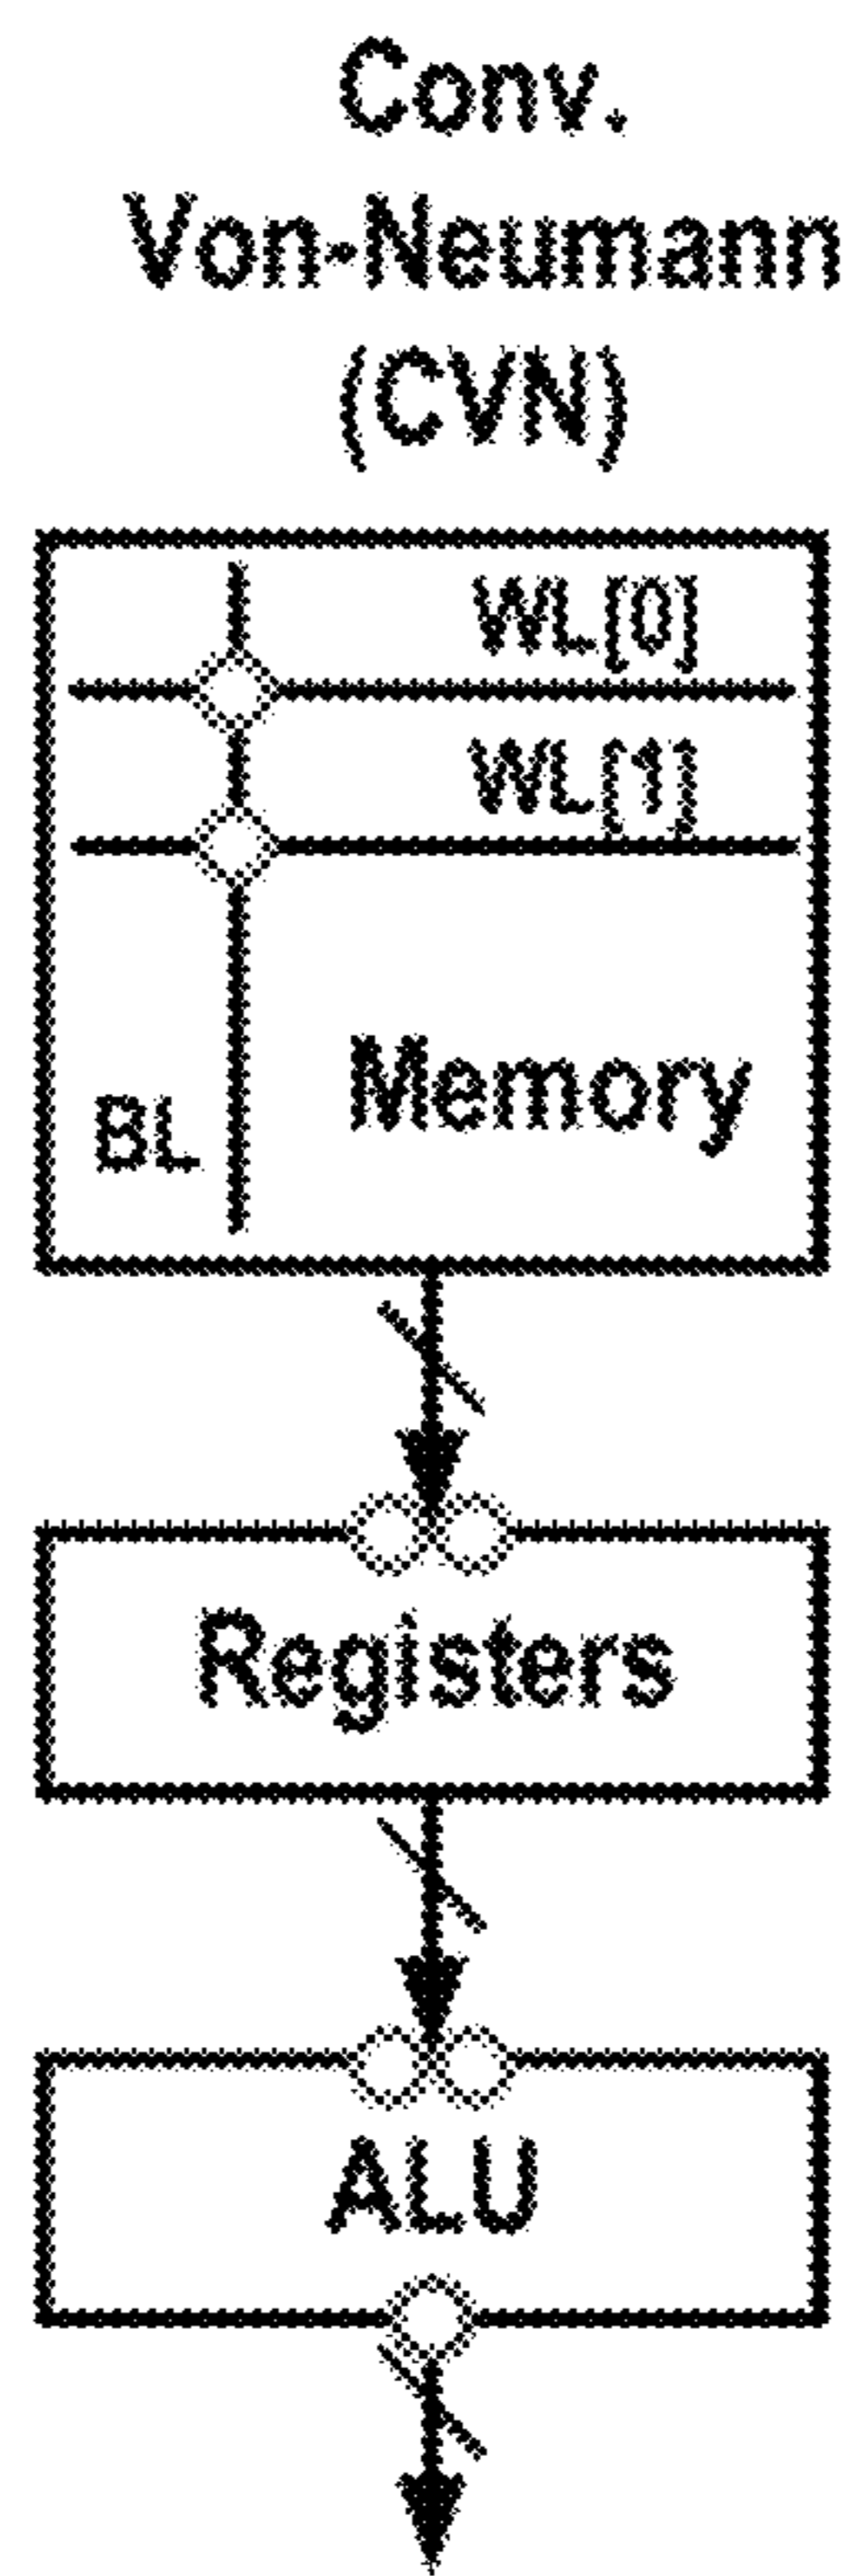 Conv.
Von-Neumann
(CVN)
WL[0]
WL[1]
Memory
BL
Registers
ALU